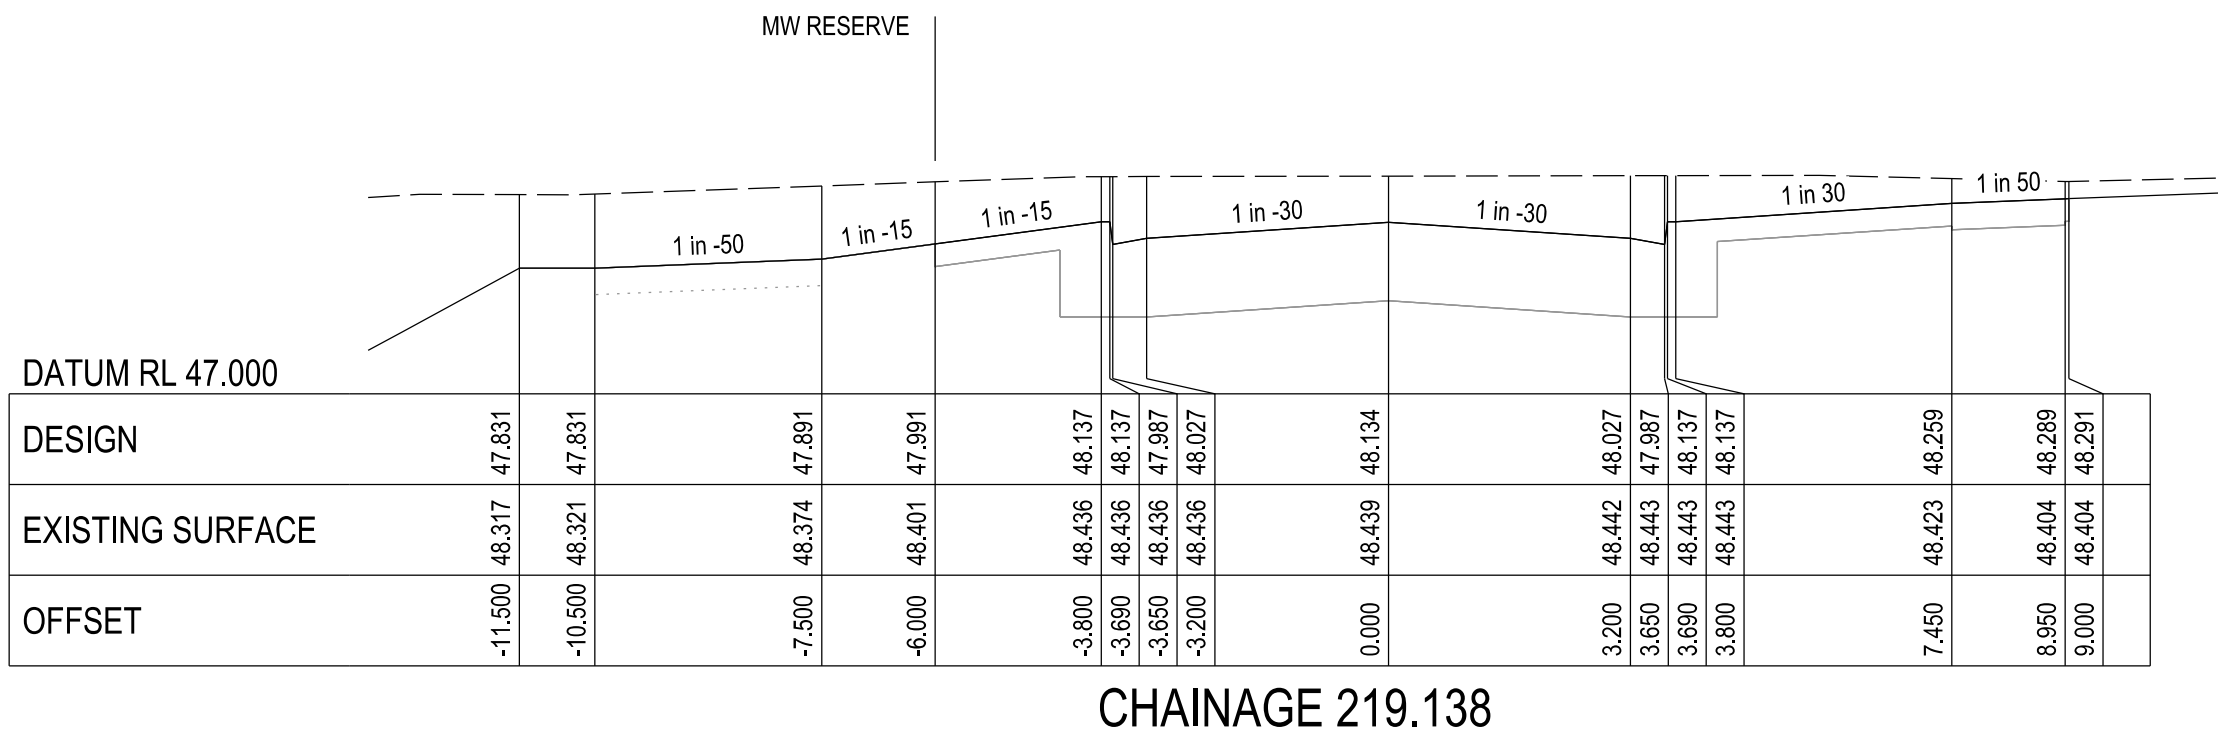 MW RESERVE
1 in -50
1 in -15
1 in -15
1 in -30
1 in -30
1 in 30
1 in 50
DATUM RL 47.000
DESIGN 47.831 47.831 47.891 47.991 48.137 48.137 47.987 48.027 48.134 48.027 47.987 48.137 48.137 48.259 48.289 48.291
EXISTING SURFACE 48.317 48.321 48.374 48.401 48.436 48.436 48.436 48.436 48.439 48.442 48.443 48.443 48.443 48.423 48.404 48.404
OFFSET -11.500 -10.500 -7.500 -6.000 -3.800 -3.690 -3.650 -3.200 0.000 3.200 3.650 3.690 3.800 7.450 8.950 9.000
CHAINAGE 219.138